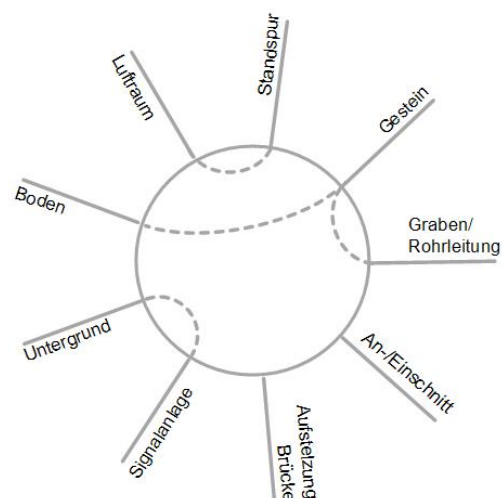 Standspur
Luftraum
Gestein
Boden
Graben/
Rohrleitung
Untergrund
An-/Einschnitt
Signalanlage
Aufstelzung
Brücke